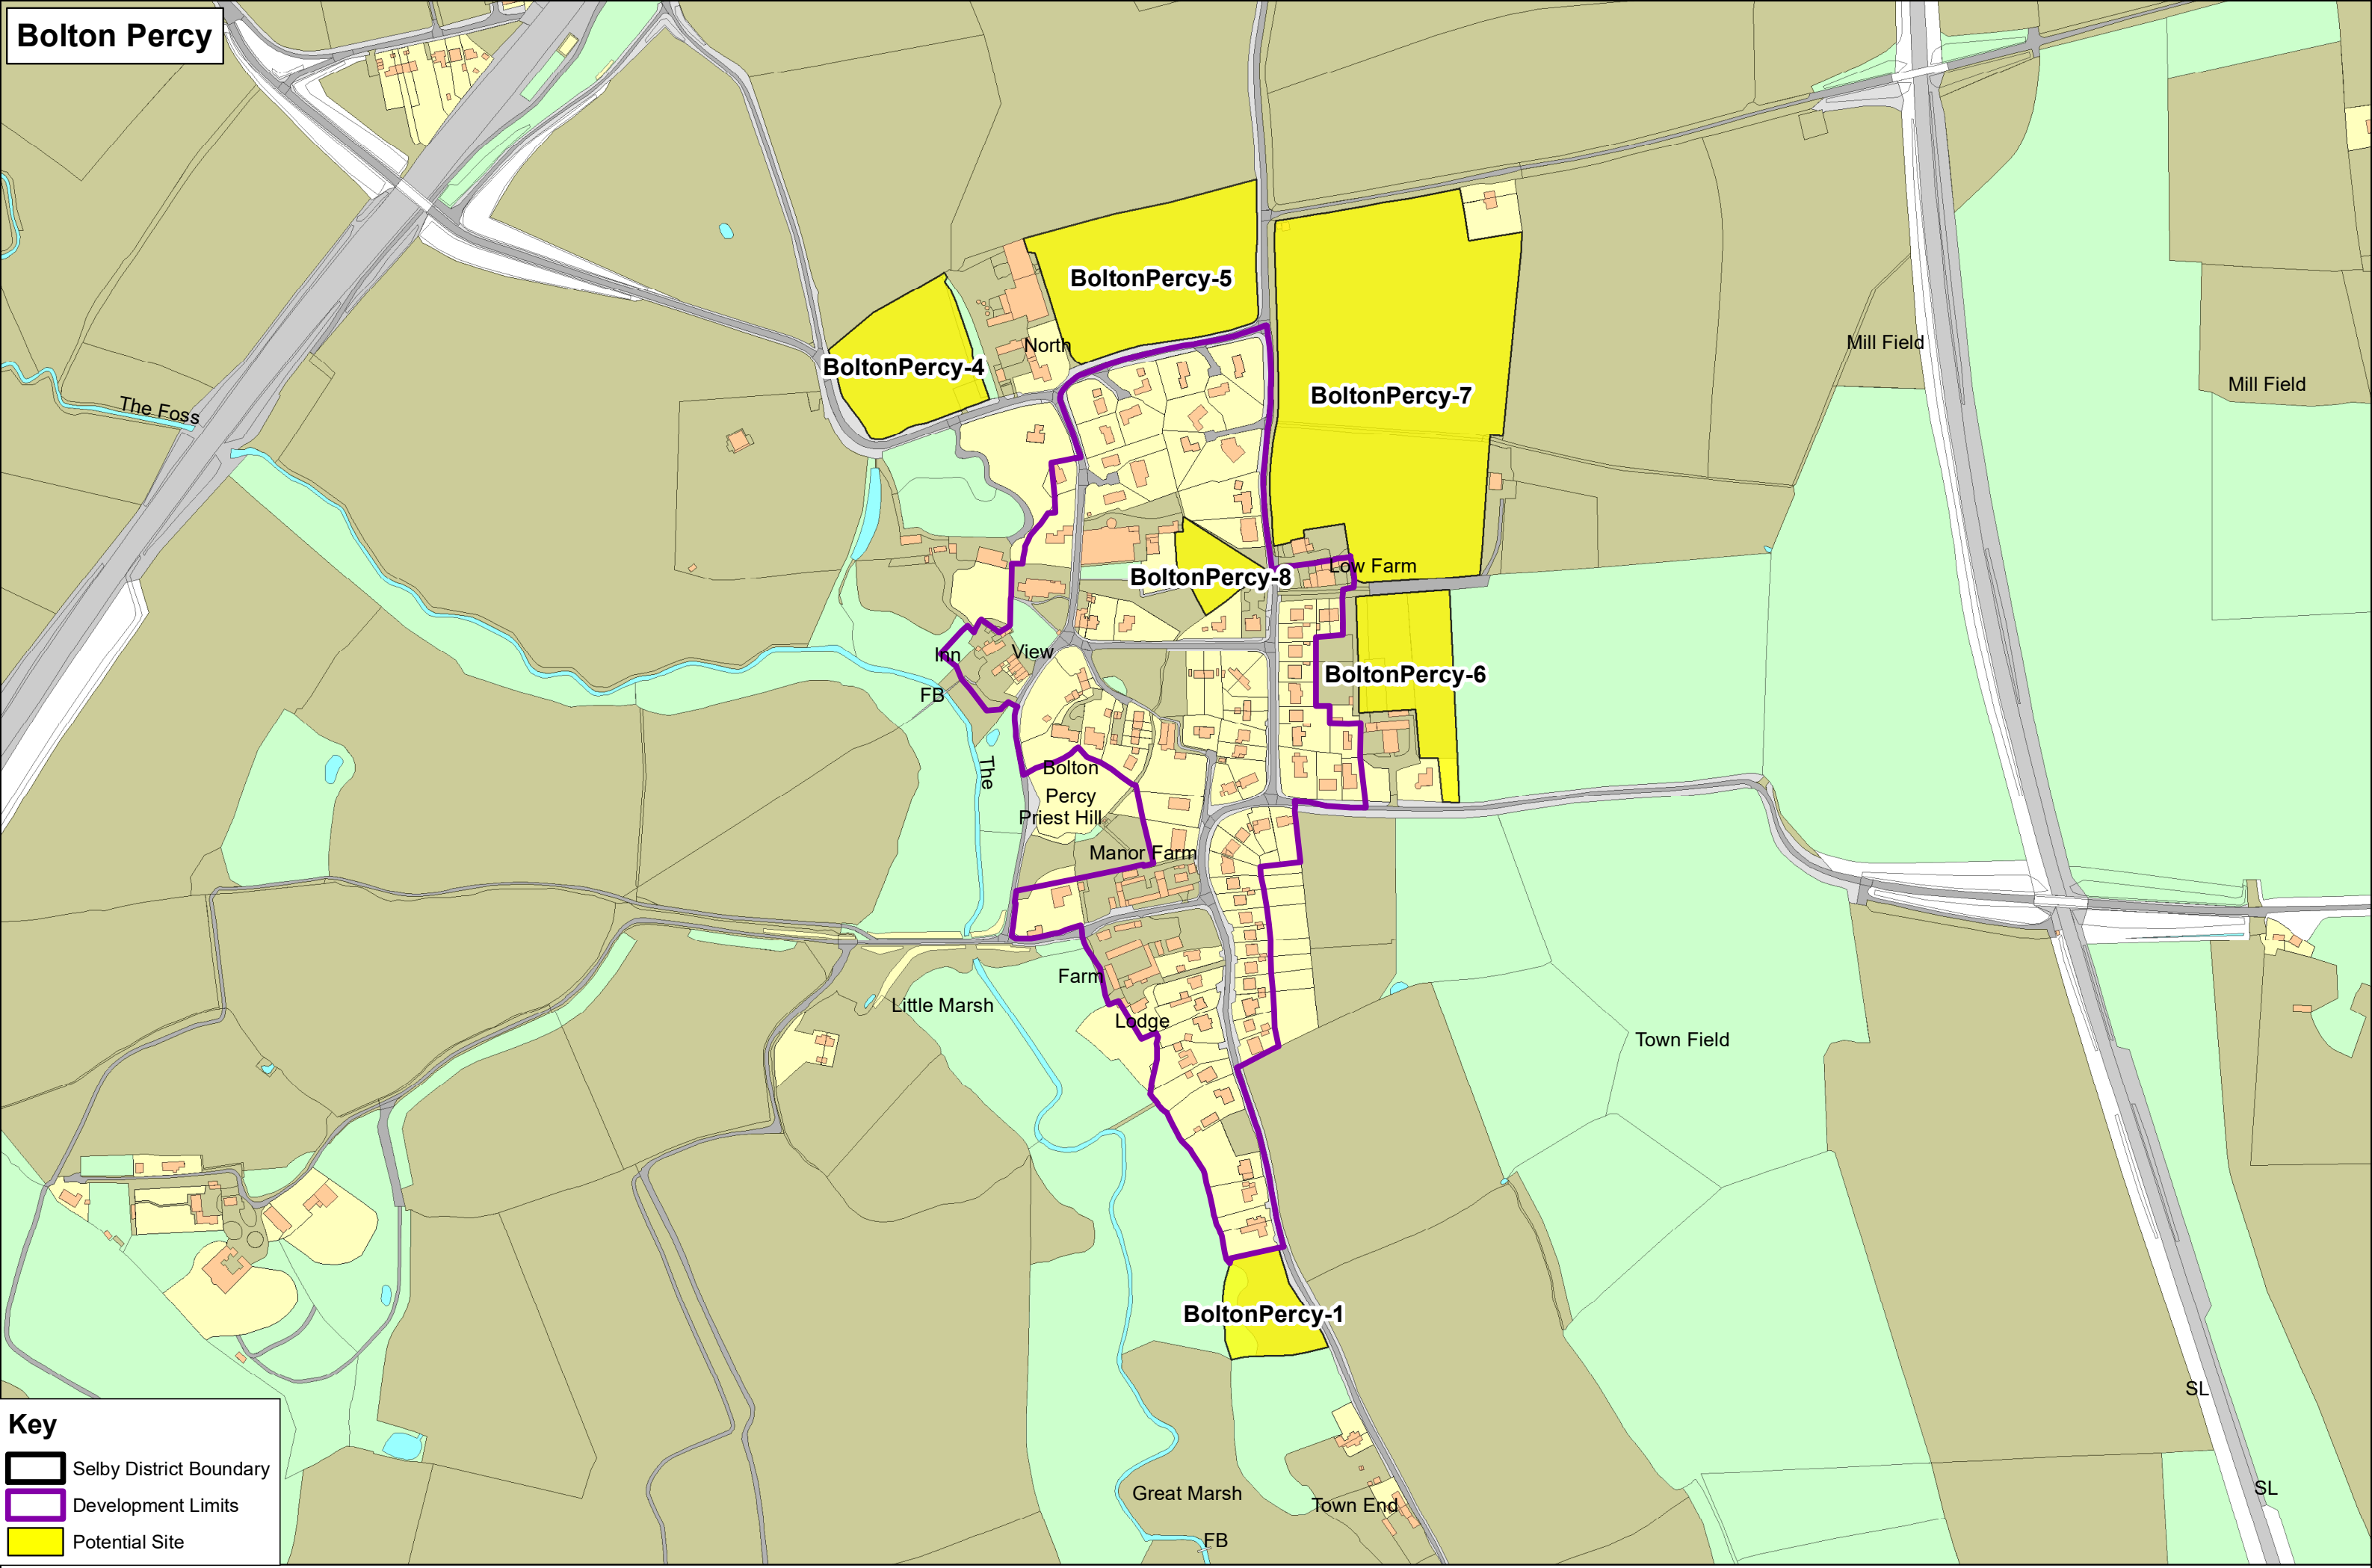 Bolton Percy
BoltonPercy-5
North
Mill Field
BoltonPercy-4
Mill Field
BoltonPercy-7
The Foss
Low Farm
BoltonPercy-8
Inn
View
BoltonPercy-6
FB
The
Bolton
Percy
Priest Hill
Manor Farm
Farm
Little Marsh
Lodge
Town Field
BoltonPercy-1
SL
Key
Selby District Boundary
SL
Great Marsh
Town End
Development Limits
FB
Potential Site